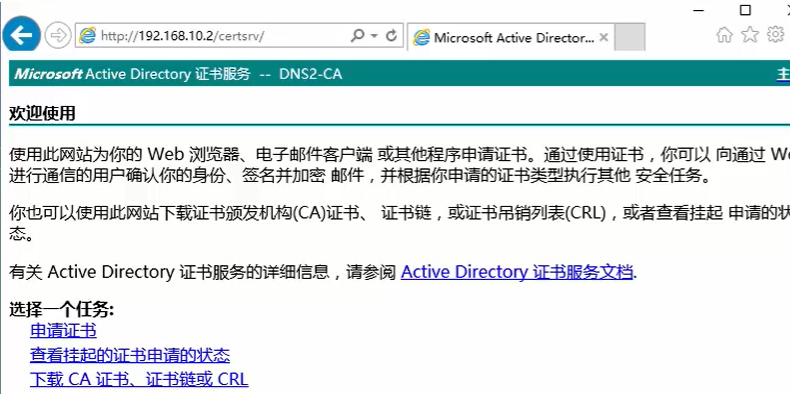 http://192.168.10.2/certsrv/
Microsoft Active Director...
Microsoft Active Directory 证书服务 -- DNS2-CA
主
欢迎使用
使用此网站为你的 Web 浏览器、电子邮件客户端 或其他程序申请证书。通过使用证书，你可以 向通过 We
进行通信的用户确认你的身份、签名并加密 邮件，并根据你申请的证书类型执行其他 安全任务。
你也可以使用此网站下载证书颁发机构(CA)证书、 证书链，或证书吊销列表(CRL)，或者查看挂起 申请的状
态。
有关 Active Directory 证书服务的详细信息，请参阅 Active Directory 证书服务文档.
选择一个任务:
申请证书
查看挂起的证书申请的状态
下载 CA 证书、证书链或 CRL